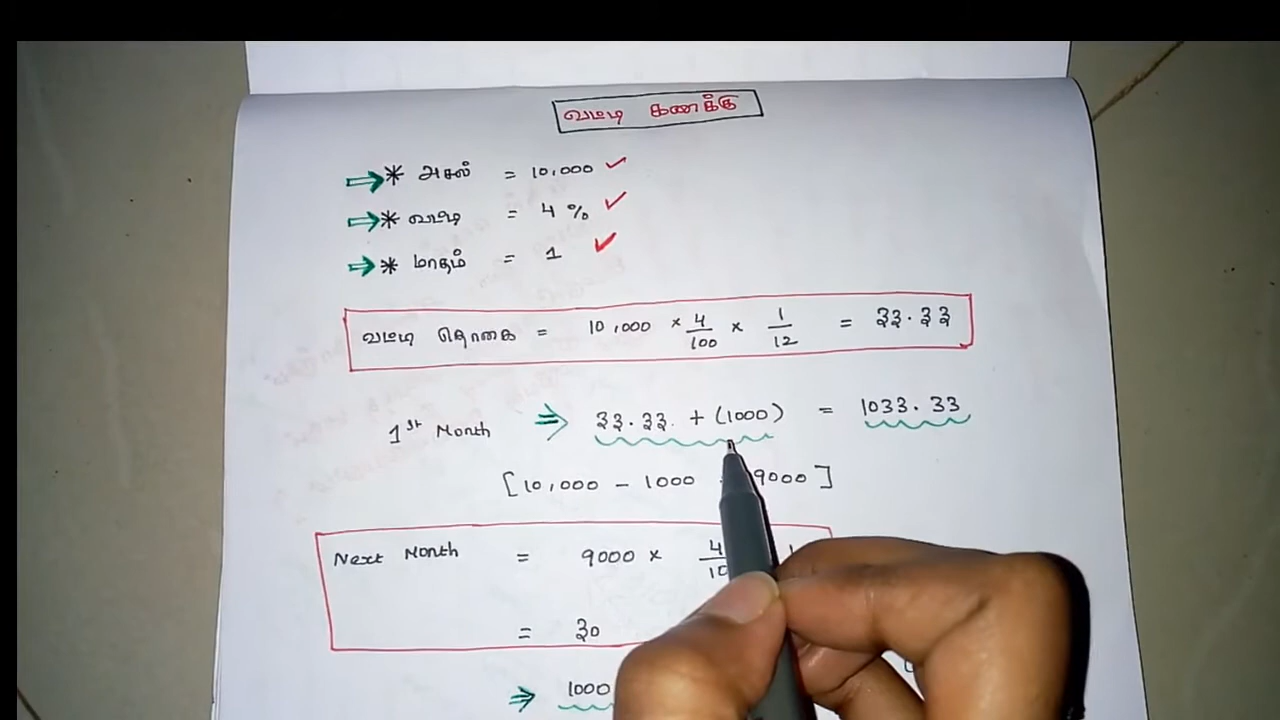 வட்டி கணக்கு
* அசல் = 10,000
* வட்டி = 4 %
* மாதம் = 1
வட்டி தொகை = 10,000 × 4/100 × 1/12 = 33.33
1st Month ⇒ 33.33. + (1000) = 1033.33
[10,000 - 1000 9000]
Next Month = 9000 × 4
= 30
⇒ 1000